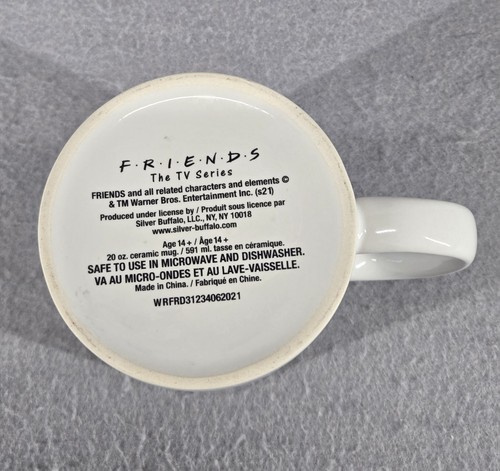 F·R·I·E·N·D·S
The TV Series
FRIENDS and all related characters and elements ©
& TM Warner Bros. Entertainment Inc. (s21)
Produced under license by / Produit sous licence par
Silver Buffalo, LLC., NY, NY 10018
www.silver-buffalo.com
Age 14 + / Âge 14 +
20 oz. ceramic mug. / 591 ml. tasse en céramique.
SAFE TO USE IN MICROWAVE AND DISHWASHER.
VA AU MICRO-ONDES ET AU LAVE-VAISSELLE.
Made in China. / Fabriqué en Chine.
WRFRD31234062021